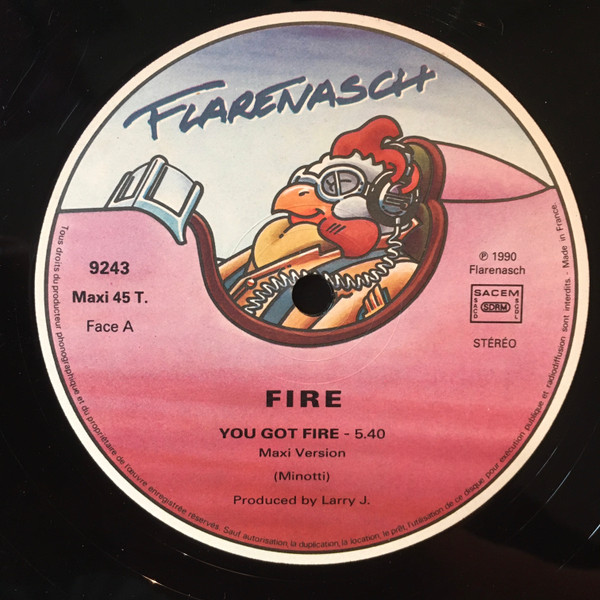 FLARENASCH
9243
Maxi 45 T.
Face A
℗ 1990
Flarenasch
SACEM
SACD SDRM SCGL
STÉRÉO
FIRE
YOU GOT FIRE - 5.40
Maxi Version
(Minotti)
Produced by Larry J.
Tous droits du producteur phonographique et du propriétaire de l'œuvre enregistrée réservés. Sauf autorisation, la duplication, la location, le prêt, l'utilisation de ce disque pour exécution publique et radiodiffusion sont interdits - Made in France.